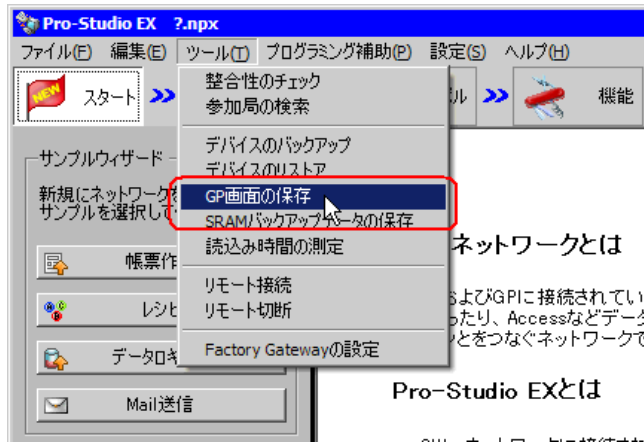 Pro-Studio EX ?.npx
ファイル(F) 編集(E) ツール(T) プログラミング補助(P) 設定(S) ヘルプ(H)
NEW スタート 機能
整合性のチェック
参加局の検索
デバイスのバックアップ
デバイスのリストア
GP画面の保存
SRAMバックアップデータの保存
読込み時間の測定
リモート接続
リモート切断
Factory Gatewayの設定
サンプルウィザード
新規にネットワークを
サンプルを選択して
帳票作
レシピ
データロギ
Mail送信
ネットワークとは
およびGPに接続されてい
ったり、Accessなどデータ
とをつなぐネットワークで
Pro-Studio EXとは